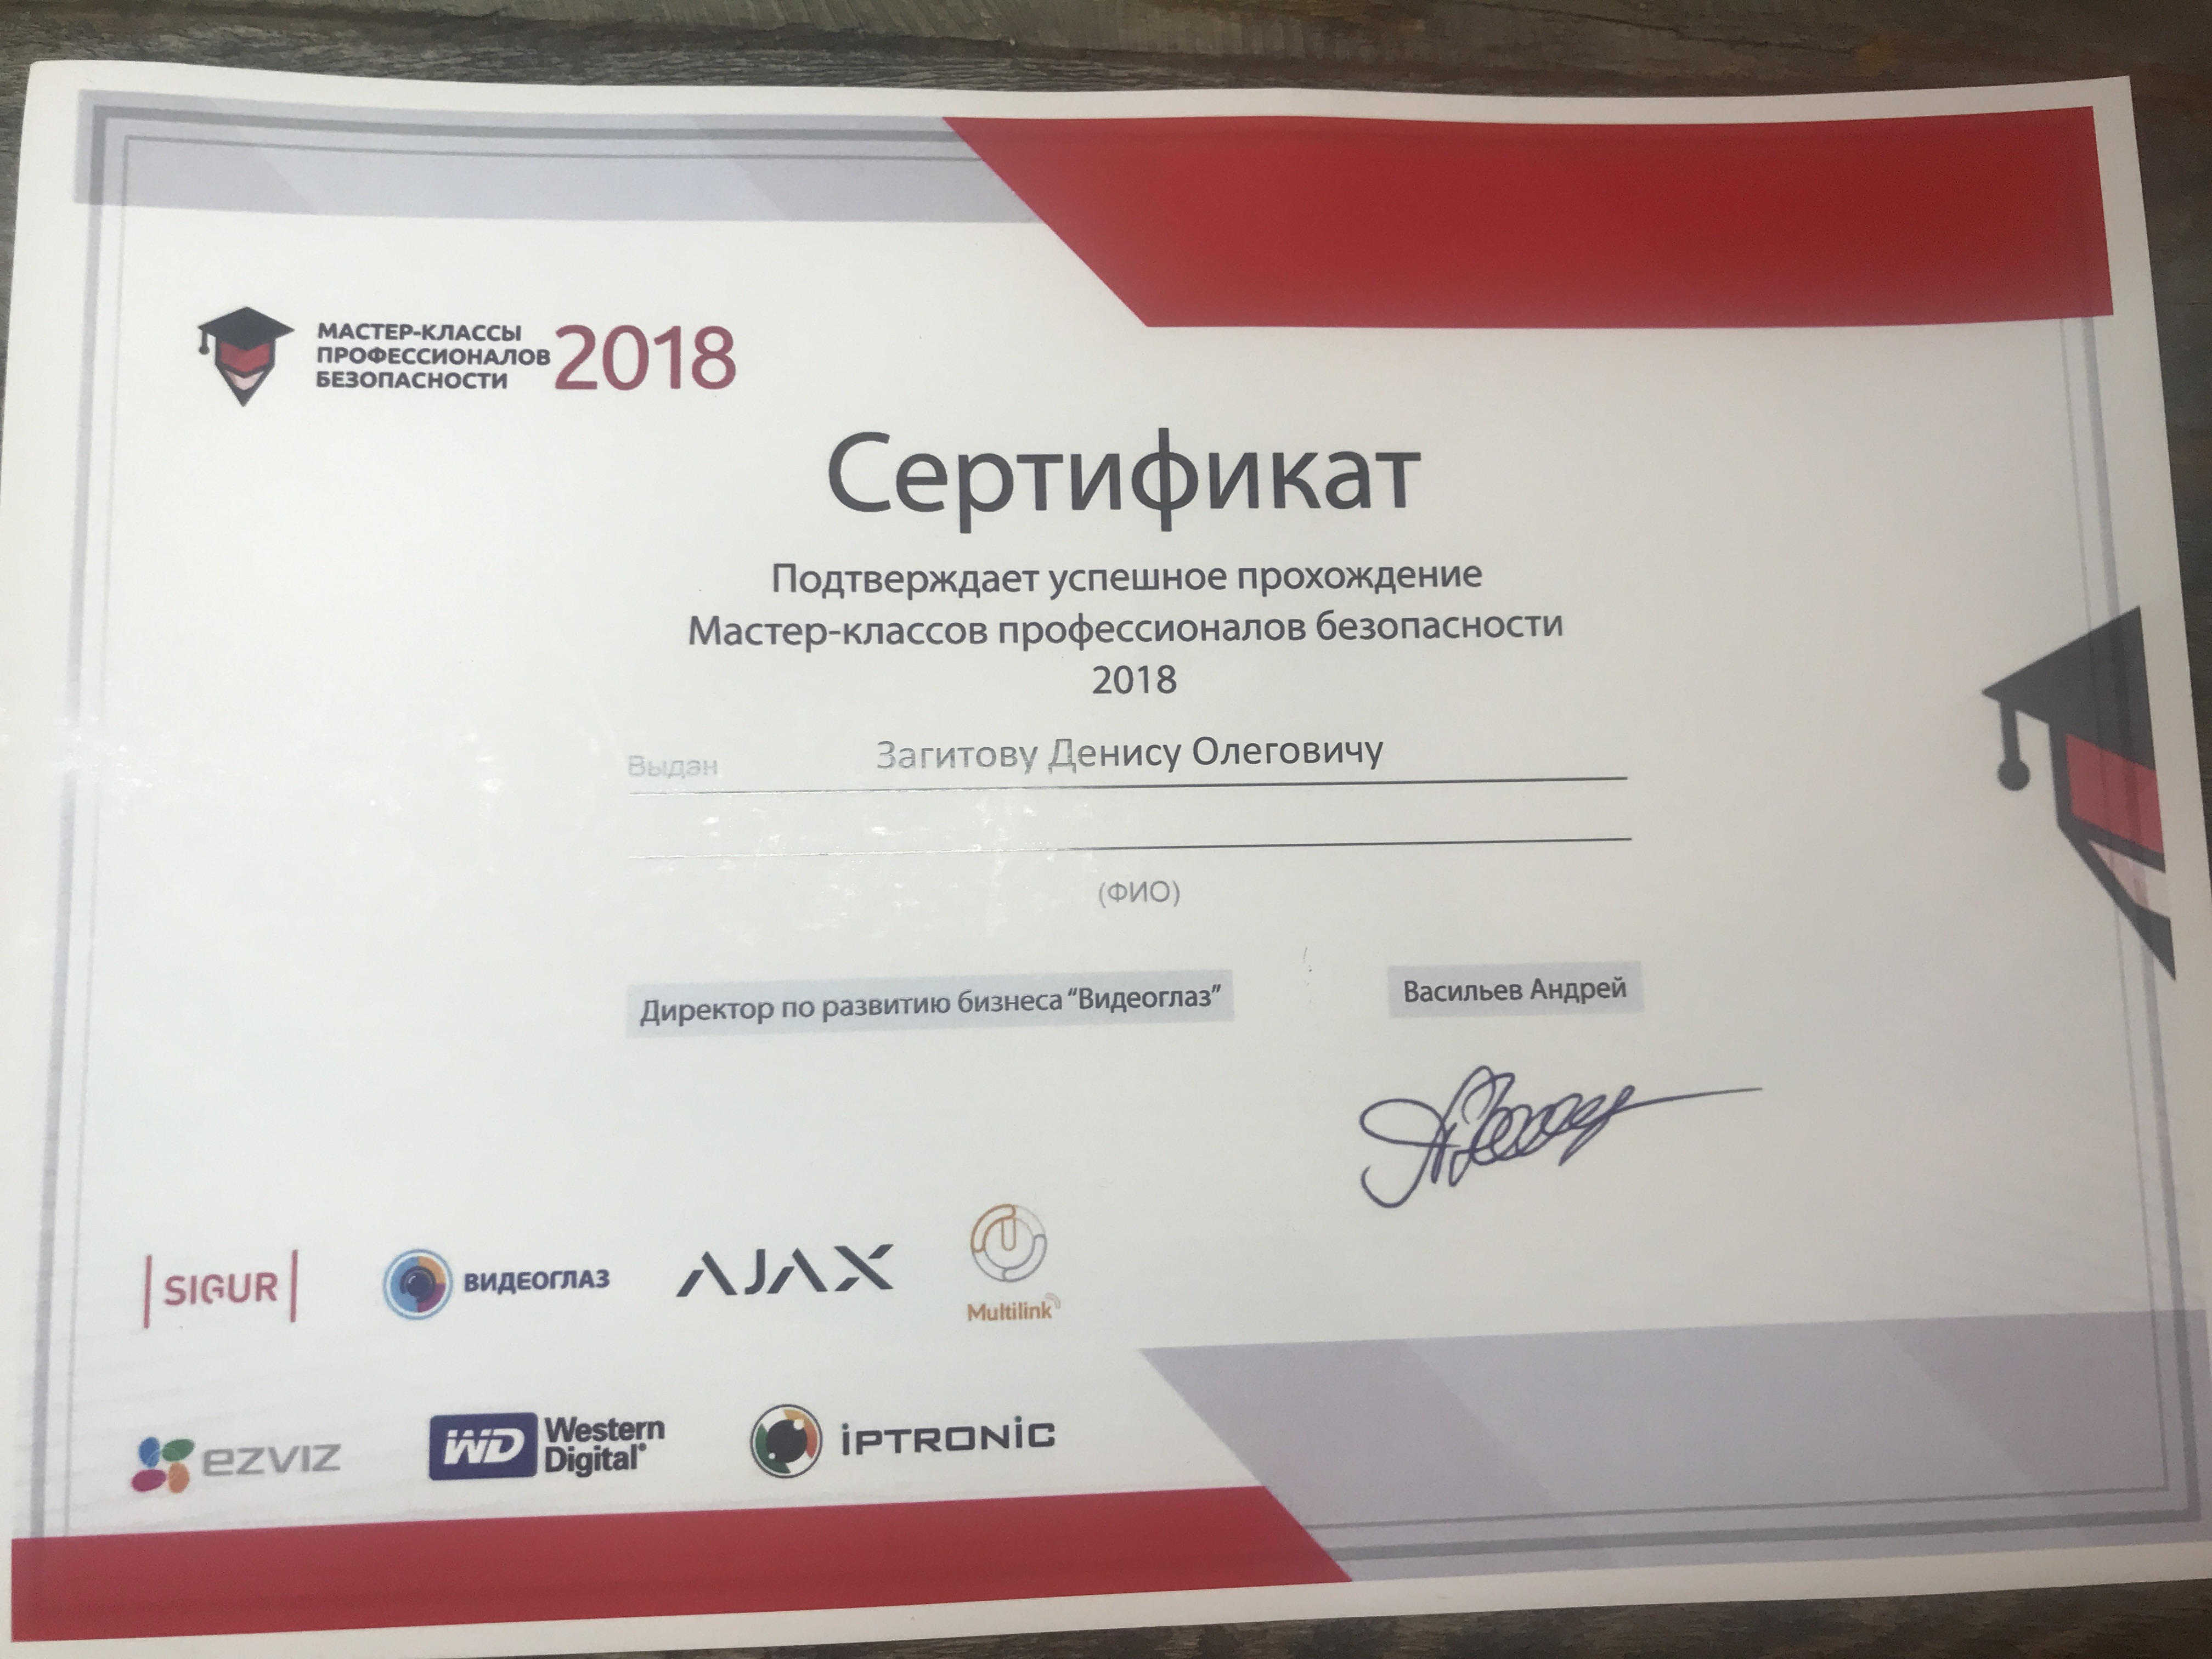 МАСТЕР-КЛАССЫ
ПРОФЕССИОНАЛОВ
БЕЗОПАСНОСТИ
2018
Сертификат
Подтверждает успешное прохождение
Мастер-классов профессионалов безопасности
2018
Выдан Загитову Денису Олеговичу
(ФИО)
Директор по развитию бизнеса “Видеоглаз” Васильев Андрей
SIGUR ВИДЕОГЛАЗ AJAX Multilink
ezviz WD Western Digital® iPTRONiC